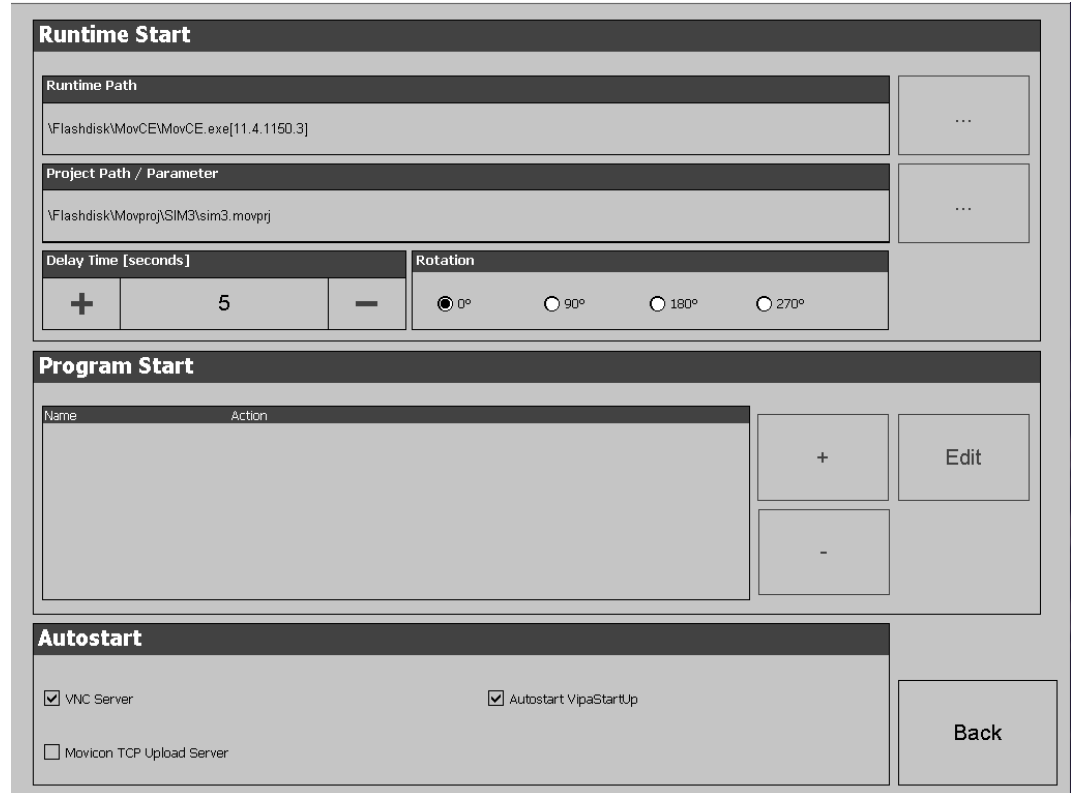 Runtime Start
Runtime Path
\Flashdisk\MovCE\MovCE.exe[11.4.1150.3]
...
Project Path / Parameter
\Flashdisk\Movproj\SIM3\sim3.movprj
...
Delay Time [seconds]
Rotation
+ 5 −
0° 90° 180° 270°
Program Start
Name Action
+
Edit
-
Autostart
VNC Server
Autostart VipaStartUp
Movicon TCP Upload Server
Back